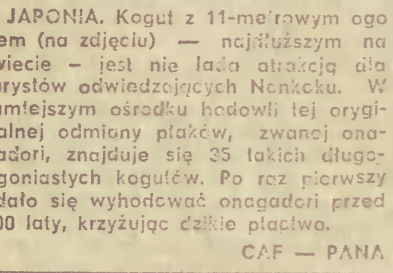 JAPONIA. Kogut z 11-metrowym ogo
em (na zdjęciu) — najdłuższym na
wiecie – jest nie lada atrakcją dla
urystów odwiedzających Nankoku. W
amtejszym ośrodku hodowli tej orygi-
alnej odmiany ptaków, zwanej ona-
adori, znajduje się 35 takich długo-
goniastych kogutów. Po raz pierwszy
dało się wyhodować onagadori przed
00 laty, krzyżując dzikie ptactwo.
CAF — PANA